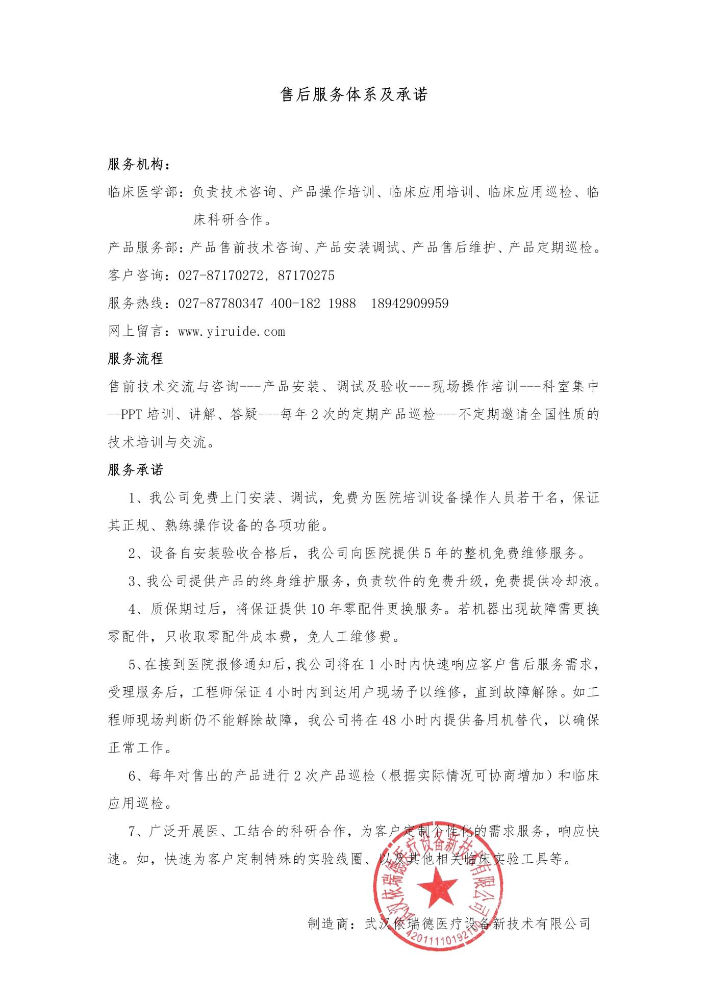 售后服务体系及承诺
服务机构：
临床医学部：负责技术咨询、产品操作培训、临床应用培训、临床应用巡检、临
床科研合作。
产品服务部：产品售前技术咨询、产品安装调试、产品售后维护、产品定期巡检。
客户咨询：027-87170272，87170275
服务热线：027-87780347 400-182 1988  18942909959
网上留言：www.yiruide.com
服务流程
售前技术交流与咨询---产品安装、调试及验收---现场操作培训---科室集中
--PPT 培训、讲解、答疑---每年 2 次的定期产品巡检---不定期邀请全国性质的
技术培训与交流。
服务承诺
1、我公司免费上门安装、调试，免费为医院培训设备操作人员若干名，保证
其正规、熟练操作设备的各项功能。
2、设备自安装验收合格后，我公司向医院提供 5 年的整机免费维修服务。
3、我公司提供产品的终身维护服务，负责软件的免费升级，免费提供冷却液。
4、质保期过后，将保证提供 10 年零配件更换服务。若机器出现故障需更换
零配件，只收取零配件成本费，免人工维修费。
5、在接到医院报修通知后，我公司将在 1 小时内快速响应客户售后服务需求，
受理服务后，工程师保证 4 小时内到达用户现场予以维修，直到故障解除。如工
程师现场判断仍不能解除故障，我公司将在 48 小时内提供备用机替代，以确保
正常工作。
6、每年对售出的产品进行 2 次产品巡检（根据实际情况可协商增加）和临床
应用巡检。
7、广泛开展医、工结合的科研合作，为客户定制个性化的需求服务，响应快
速。如，快速为客户定制特殊的实验线圈、以及其他相关临床实验工具等。
武汉依瑞德医疗设备新技术有限公司
制造商：武汉依瑞德医疗设备新技术有限公司
42011110192100